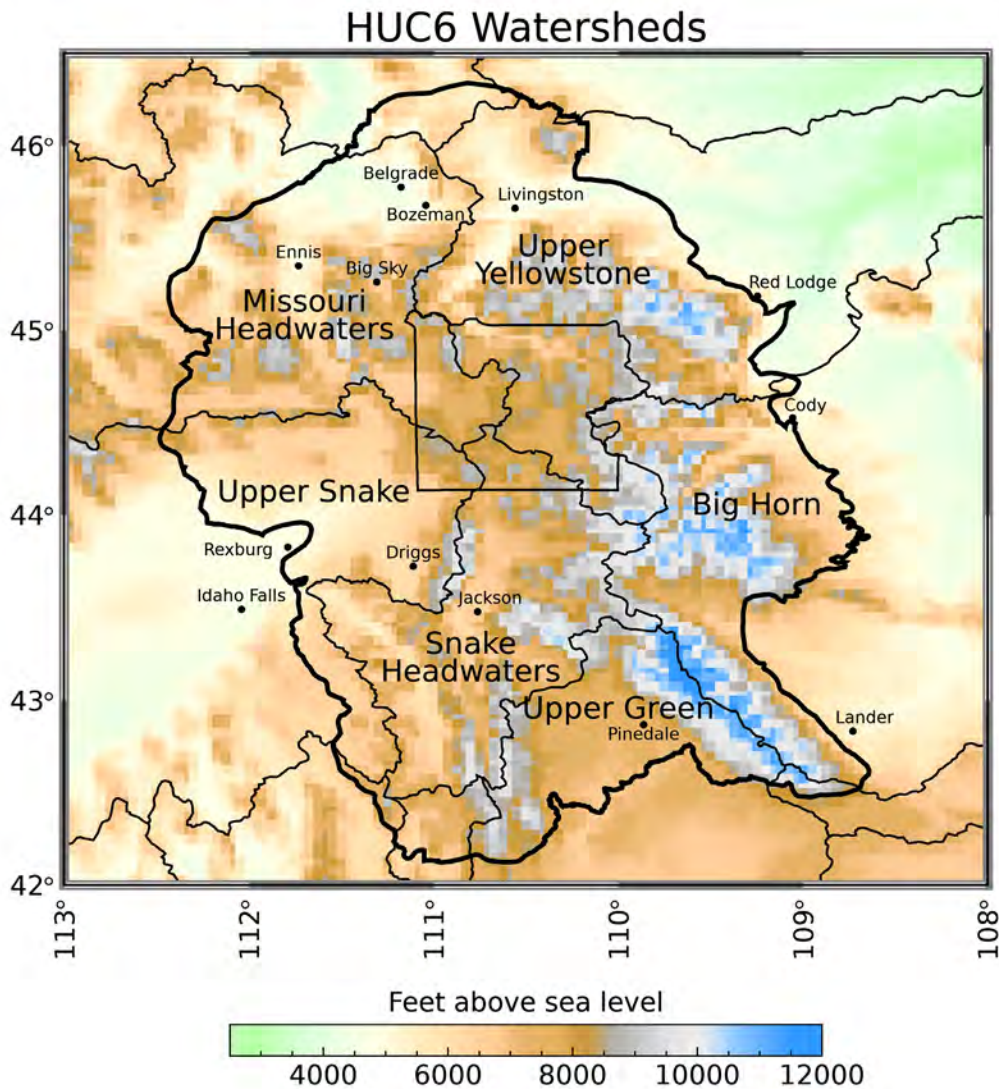 HUC6 Watersheds
46°
45°
44°
43°
42°
Belgrade
Bozeman
Livingston
Ennis
Big Sky
Upper
Yellowstone
Red Lodge
Missouri
Headwaters
Cody
Upper Snake
Big Horn
Rexburg
Driggs
Idaho Falls
Jackson
Snake
Headwaters
Upper Green
Pinedale
Lander
113°
112°
111°
110°
109°
108°
Feet above sea level
4000
6000
8000
10000
12000